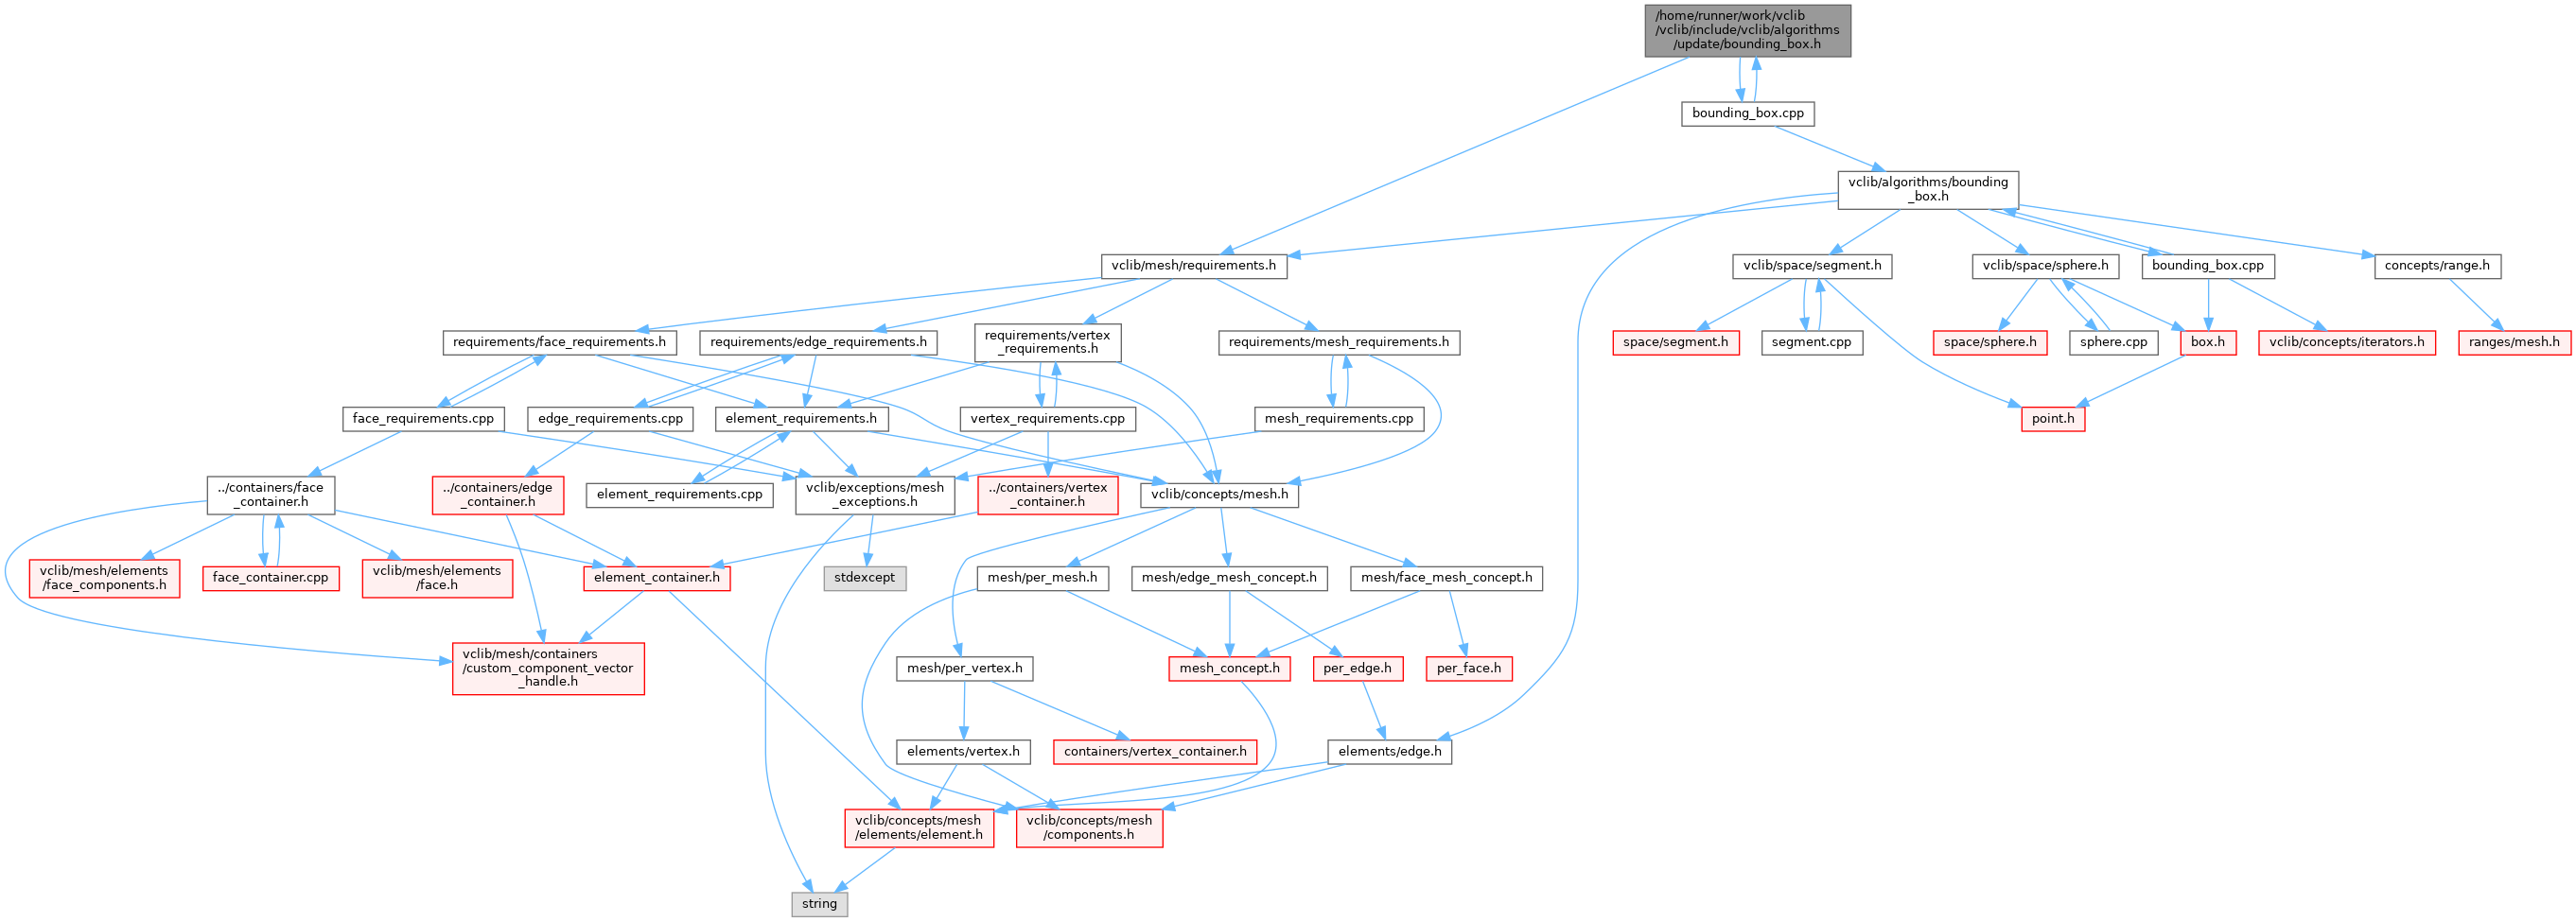 /home/runner/work/vclib
/vclib/include/vclib/algorithms
/update/bounding_box.h
bounding_box.cpp
vclib/algorithms/bounding
_box.h
vclib/mesh/requirements.h
vclib/space/segment.h
vclib/space/sphere.h
bounding_box.cpp
concepts/range.h
requirements/face_requirements.h
requirements/edge_requirements.h
requirements/vertex
_requirements.h
requirements/mesh_requirements.h
space/segment.h
segment.cpp
space/sphere.h
sphere.cpp
box.h
vclib/concepts/iterators.h
ranges/mesh.h
face_requirements.cpp
edge_requirements.cpp
element_requirements.h
vertex_requirements.cpp
mesh_requirements.cpp
point.h
../containers/face
_container.h
../containers/edge
_container.h
element_requirements.cpp
vclib/exceptions/mesh
_exceptions.h
../containers/vertex
_container.h
vclib/concepts/mesh.h
vclib/mesh/elements
/face_components.h
face_container.cpp
vclib/mesh/elements
/face.h
element_container.h
stdexcept
mesh/per_mesh.h
mesh/edge_mesh_concept.h
mesh/face_mesh_concept.h
vclib/mesh/containers
/custom_component_vector
_handle.h
mesh/per_vertex.h
mesh_concept.h
per_edge.h
per_face.h
elements/vertex.h
containers/vertex_container.h
elements/edge.h
vclib/concepts/mesh
/elements/element.h
vclib/concepts/mesh
/components.h
string